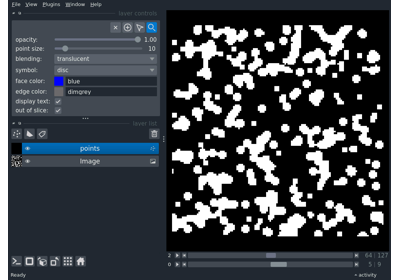 File View Plugins Window Help
layer controls
opacity: 1.00
point size: 10
blending: translucent
symbol: disc
face color: blue
edge color: dimgrey
display text:
out of slice:
layer list
points
Image
2 64 127
0 5 9
Ready activity